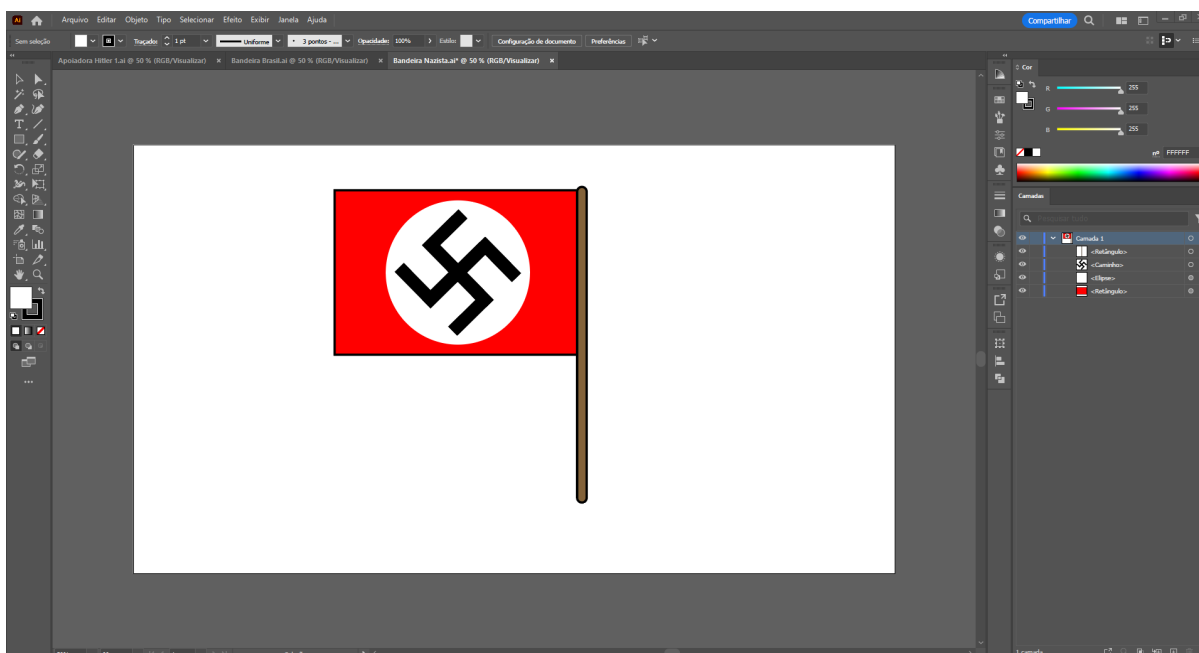 Ai Arquivo Editar Objeto Tipo Selecionar Efeito Exibir Janela Ajuda Compartilhar
Sem seleção Traçado: 1 pt Uniforme 3 pontos - ... Opacidade: 100% Estilo: Configuração de documento Preferências
Apoiadora Hitler 1.ai @ 50 % (RGB/Visualizar) × Bandeira Brasil.ai @ 50 % (RGB/Visualizar) × Bandeira Nazista.ai* @ 50 % (RGB/Visualizar) ×
Cor
R 255
G 255
B 255
nº FFFFFF
Camadas
Camada 1
<Retângulo>
<Caminho>
<Elipse>
<Retângulo>
1 camada